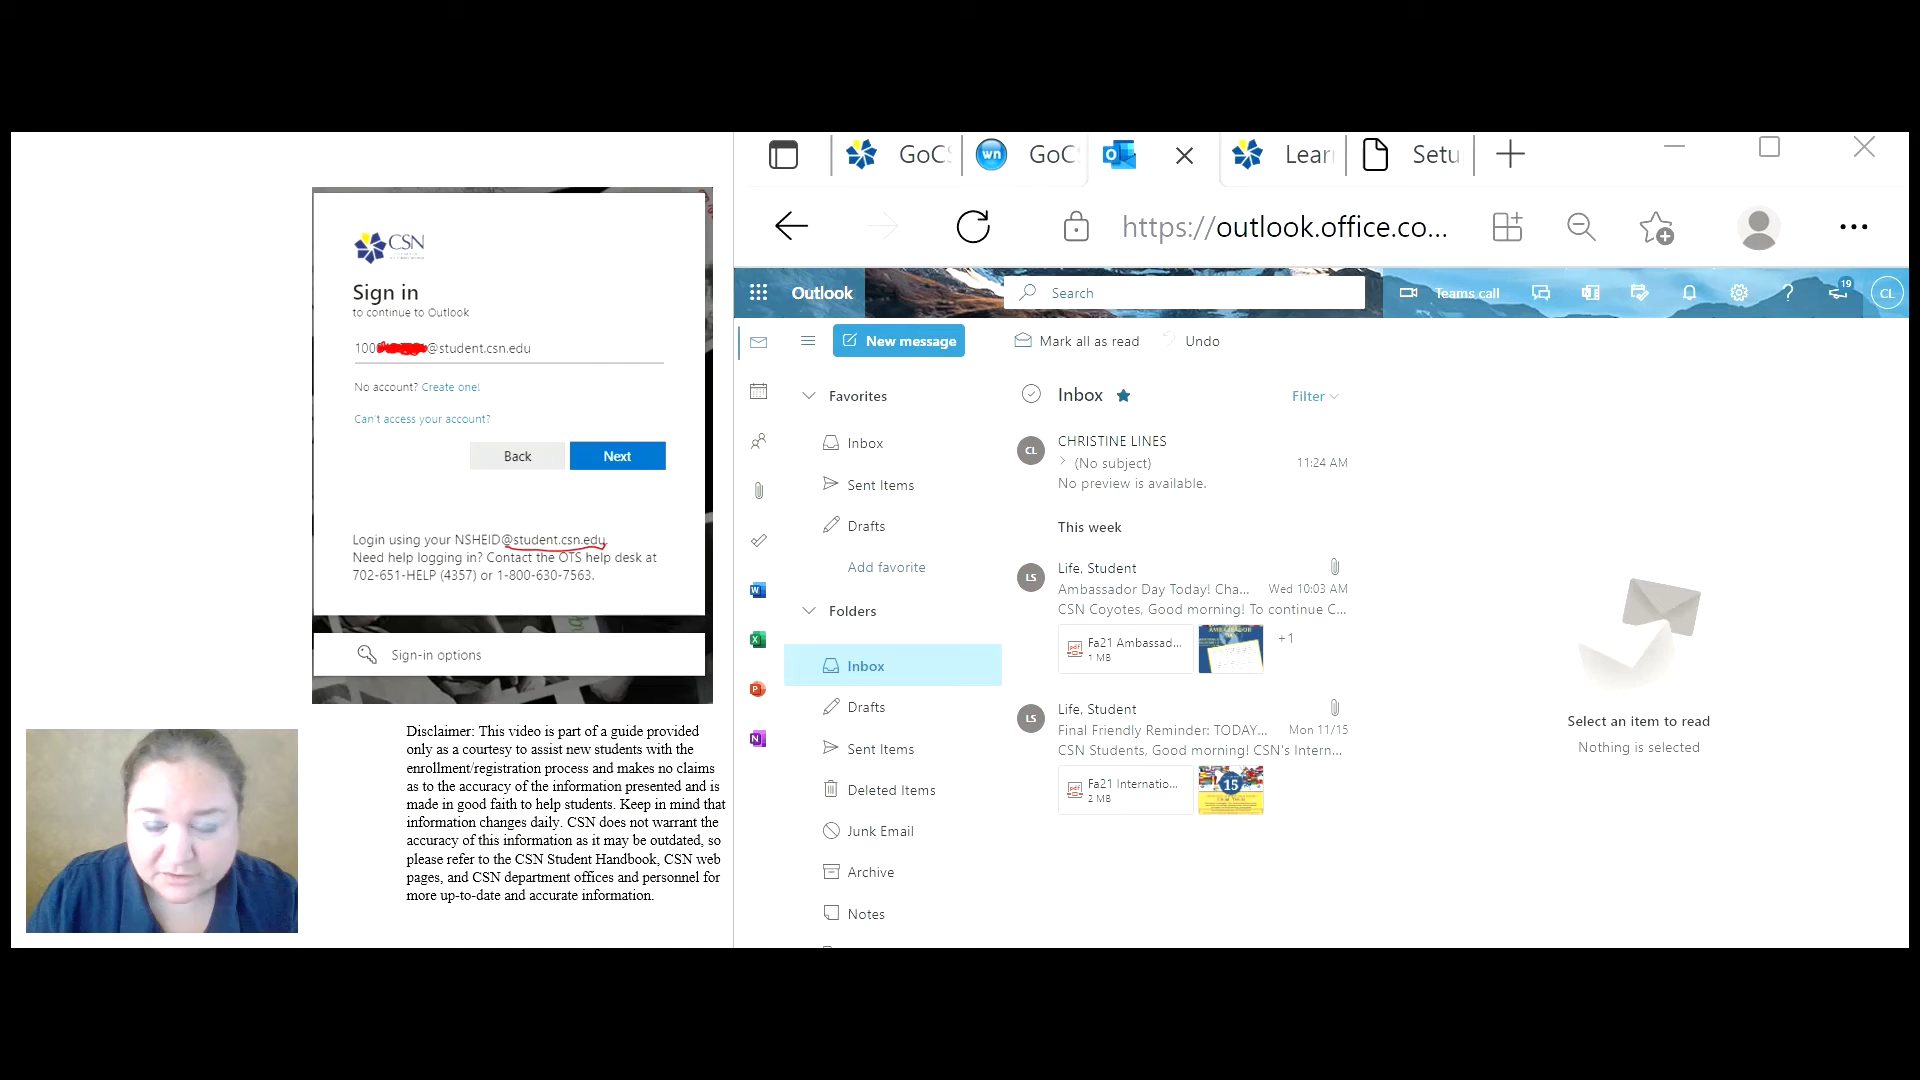 CSN
Sign in
to continue to Outlook
100
@student.csn.edu
No account? Create one!
Can't access your account?
Back
Next
Login using your NSHEID@student.csn.edu.
Need help logging in? Contact the OTS help desk at
702-651-HELP (4357) or 1-800-630-7563.
Sign-in options
Disclaimer: This video is part of a guide provided
only as a courtesy to assist new students with the
enrollment/registration process and makes no claims
as to the accuracy of the information presented and is
made in good faith to help students. Keep in mind that
information changes daily. CSN does not warrant the
accuracy of this information as it may be outdated, so
please refer to the CSN Student Handbook, CSN web
pages, and CSN department offices and personnel for
more up-to-date and accurate information.
GoCS
wn
GoCS
Lear
Setu
https://outlook.office.co...
Outlook
Search
Teams call
19
CL
New message
Mark all as read
Undo
Favorites
Inbox
Sent Items
Drafts
Add favorite
Folders
Inbox
Drafts
Sent Items
Deleted Items
Junk Email
Archive
Notes
Inbox
Filter
CL
CHRISTINE LINES
(No subject)
11:24 AM
No preview is available.
This week
LS
Life, Student
Ambassador Day Today! Cha...
Wed 10:03 AM
CSN Coyotes, Good morning! To continue C...
Fa21 Ambassad...
1 MB
+1
LS
Life, Student
Final Friendly Reminder: TODAY...
Mon 11/15
CSN Students, Good morning! CSN's Intern...
Fa21 Internatio...
2 MB
15
Select an item to read
Nothing is selected